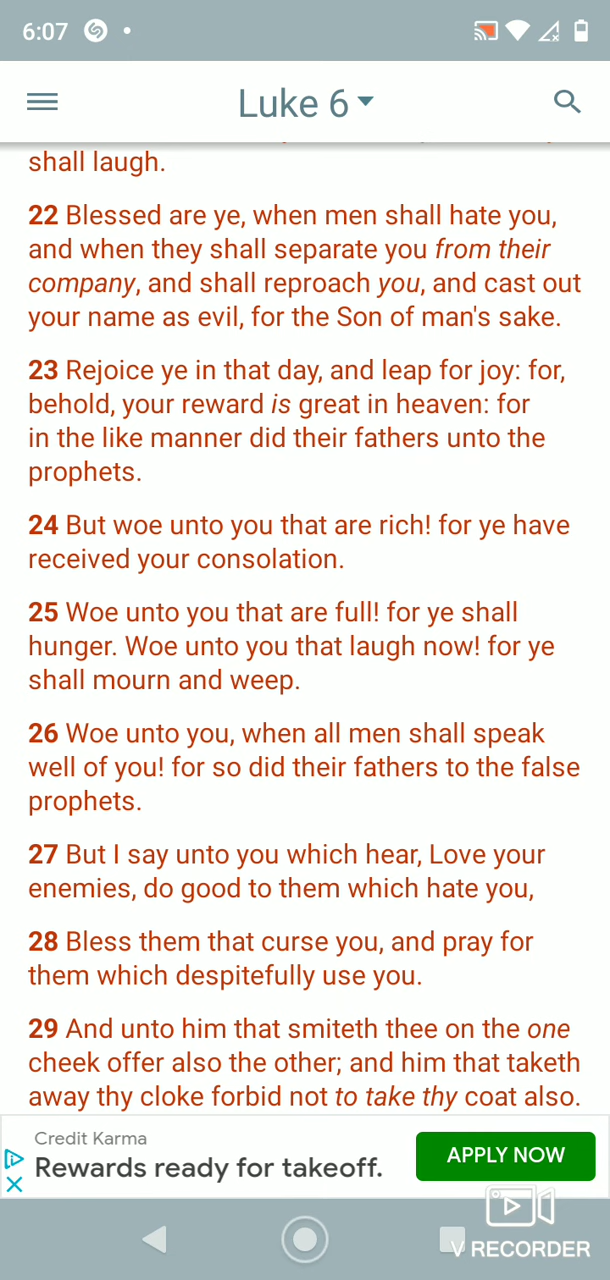 6:07
Luke 6
shall laugh.
22 Blessed are ye, when men shall hate you,
and when they shall separate you from their
company, and shall reproach you, and cast out
your name as evil, for the Son of man's sake.
23 Rejoice ye in that day, and leap for joy: for,
behold, your reward is great in heaven: for
in the like manner did their fathers unto the
prophets.
24 But woe unto you that are rich! for ye have
received your consolation.
25 Woe unto you that are full! for ye shall
hunger. Woe unto you that laugh now! for ye
shall mourn and weep.
26 Woe unto you, when all men shall speak
well of you! for so did their fathers to the false
prophets.
27 But I say unto you which hear, Love your
enemies, do good to them which hate you,
28 Bless them that curse you, and pray for
them which despitefully use you.
29 And unto him that smiteth thee on the one
cheek offer also the other; and him that taketh
away thy cloke forbid not to take thy coat also.
Credit Karma
Rewards ready for takeoff.
APPLY NOW
V RECORDER